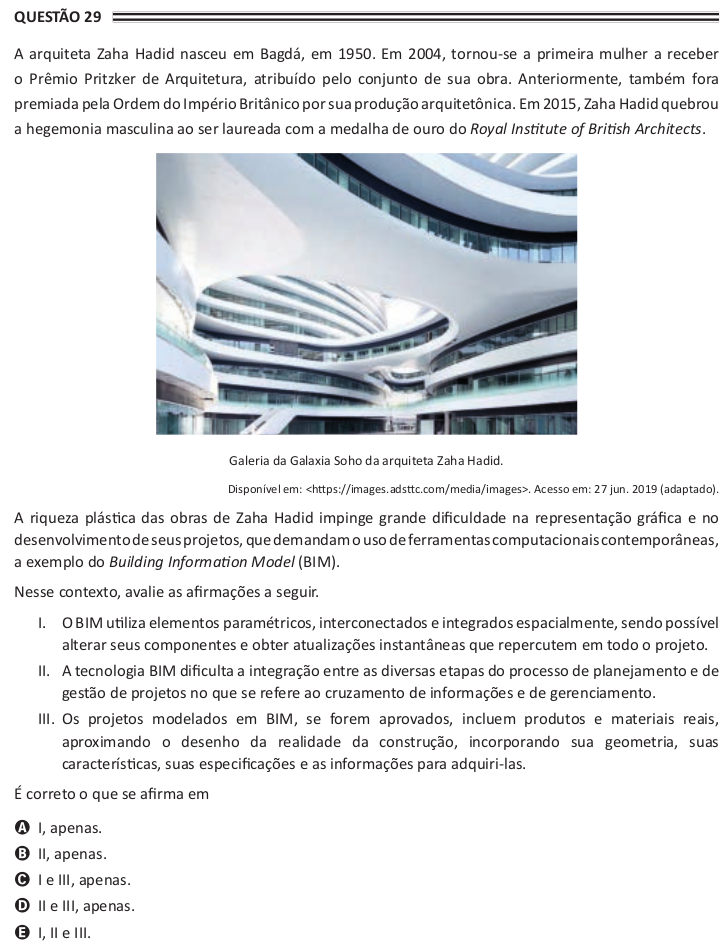 QUESTÃO 29
A arquiteta Zaha Hadid nasceu em Bagdá, em 1950. Em 2004, tornou-se a primeira mulher a receber
o Prêmio Pritzker de Arquitetura, atribuído pelo conjunto de sua obra. Anteriormente, também fora
premiada pela Ordem do Império Britânico por sua produção arquitetônica. Em 2015, Zaha Hadid quebrou
a hegemonia masculina ao ser laureada com a medalha de ouro do Royal Institute of British Architects.
Galeria da Galaxia Soho da arquiteta Zaha Hadid.
Disponível em: <https://images.adsttc.com/media/images>. Acesso em: 27 jun. 2019 (adaptado).
A riqueza plástica das obras de Zaha Hadid impinge grande dificuldade na representação gráfica e no
desenvolvimento de seus projetos, que demandam o uso de ferramentas computacionais contemporâneas,
a exemplo do Building Information Model (BIM).
Nesse contexto, avalie as afirmações a seguir.
I. O BIM utiliza elementos paramétricos, interconectados e integrados espacialmente, sendo possível
alterar seus componentes e obter atualizações instantâneas que repercutem em todo o projeto.
II. A tecnologia BIM dificulta a integração entre as diversas etapas do processo de planejamento e de
gestão de projetos no que se refere ao cruzamento de informações e de gerenciamento.
III. Os projetos modelados em BIM, se forem aprovados, incluem produtos e materiais reais,
aproximando o desenho da realidade da construção, incorporando sua geometria, suas
características, suas especificações e as informações para adquiri-las.
É correto o que se afirma em
A I, apenas.
B II, apenas.
C I e III, apenas.
D II e III, apenas.
E I, II e III.